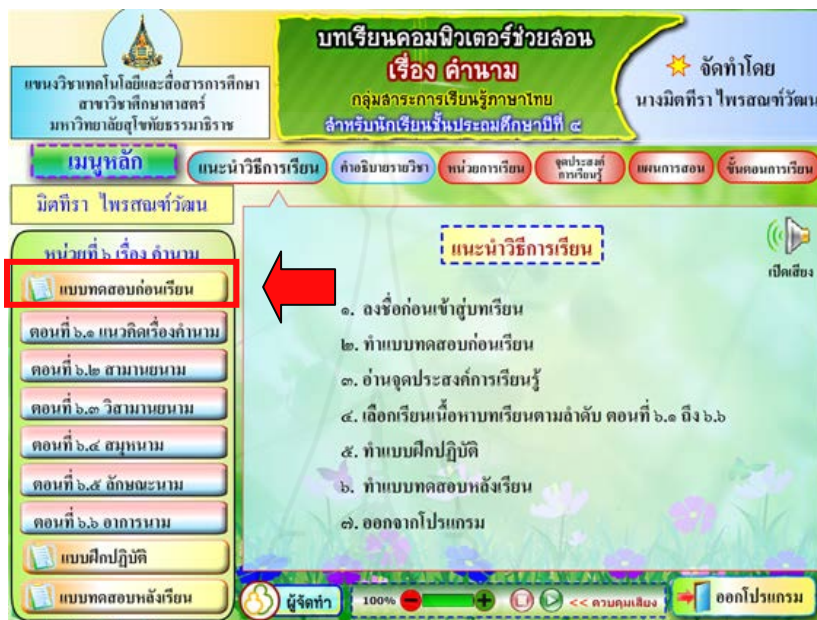 แขนงวิชาเทคโนโลยีและสื่อสารการศึกษา
สาขาวิชาศึกษาศาสตร์
มหาวิทยาลัยสุโขทัยธรรมาธิราช
บทเรียนคอมพิวเตอร์ช่วยสอน
เรื่อง คำนาม
กลุ่มสาระการเรียนรู้ภาษาไทย
สำหรับนักเรียนชั้นประถมศึกษาปีที่ ๔
จัดทำโดย
นางมิตทีรา ไพรสณฑ์วัฒน
เมนูหลัก
แนะนำวิธีการเรียน
คำอธิบายรายวิชา
หน่วยการเรียน
จุดประสงค์
การเรียนรู้
แผนการสอน
ขั้นตอนการเรียน
มิตทีรา ไพรสณฑ์วัฒน
หน่วยที่ ๖ เรื่อง คำนาม
แบบทดสอบก่อนเรียน
ตอนที่ ๖.๑ แนวคิดเรื่องคำนาม
ตอนที่ ๖.๒ สามานยนาม
ตอนที่ ๖.๓ วิสามานยนาม
ตอนที่ ๖.๔ สมุหนาม
ตอนที่ ๖.๕ ลักษณะนาม
ตอนที่ ๖.๖ อาการนาม
แบบฝึกปฏิบัติ
แบบทดสอบหลังเรียน
แนะนำวิธีการเรียน
เปิดเสียง
๑. ลงชื่อก่อนเข้าสู่บทเรียน
๒. ทำแบบทดสอบก่อนเรียน
๓. อ่านจุดประสงค์การเรียนรู้
๔. เลือกเรียนเนื้อหาบทเรียนตามลำดับ ตอนที่ ๖.๑ ถึง ๖.๖
๕. ทำแบบฝึกปฏิบัติ
๖. ทำแบบทดสอบหลังเรียน
๗. ออกจากโปรแกรม
ผู้จัดทำ
100%
<< ควบคุมเสียง
ออกโปรแกรม